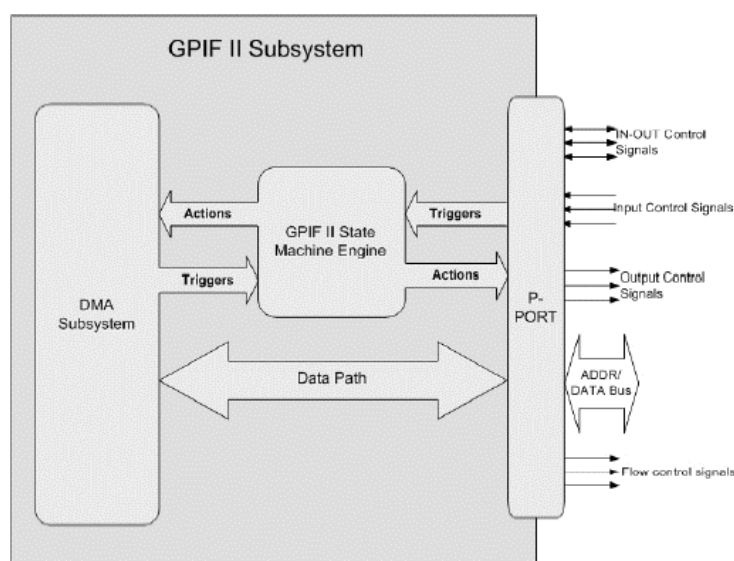 GPIF II Subsystem
IN-OUT Control
Signals
Actions
GPIF II State
Machine Engine
Triggers
Input Control Signals
Triggers
Actions
Output Control
Signals
DMA
Subsystem
P-
PORT
Data Path
ADDR/
DATA Bus
Flow control signals